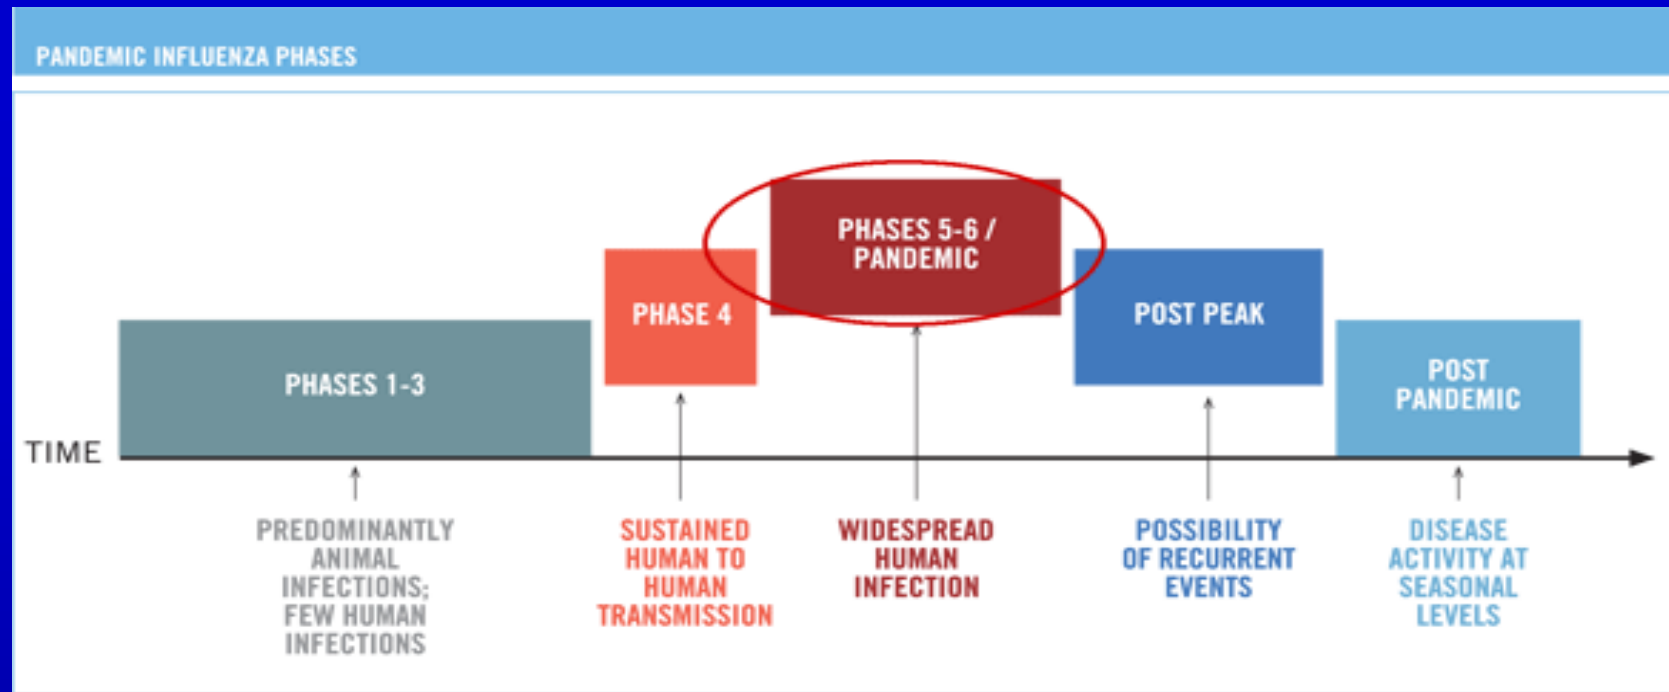 PANDEMIC INFLUENZA PHASES
PHASES 5-6 /
PANDEMIC
PHASE 4
POST PEAK
PHASES 1-3
POST
PANDEMIC
TIME
PREDOMINANTLY
ANIMAL
INFECTIONS;
FEW HUMAN
INFECTIONS
SUSTAINED
HUMAN TO
HUMAN
TRANSMISSION
WIDESPREAD
HUMAN
INFECTION
POSSIBILITY
OF RECURRENT
EVENTS
DISEASE
ACTIVITY AT
SEASONAL
LEVELS